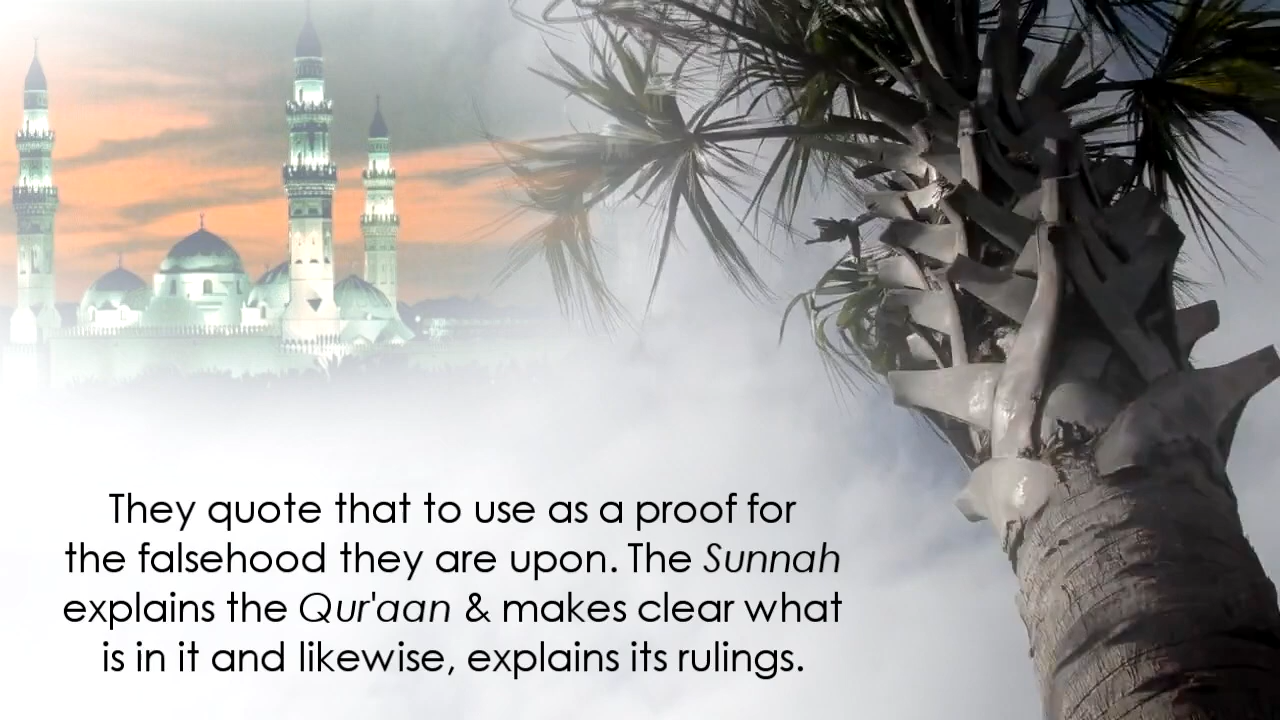 They quote that to use as a proof for
the falsehood they are upon. The Sunnah
explains the Qur'aan & makes clear what
is in it and likewise, explains its rulings.